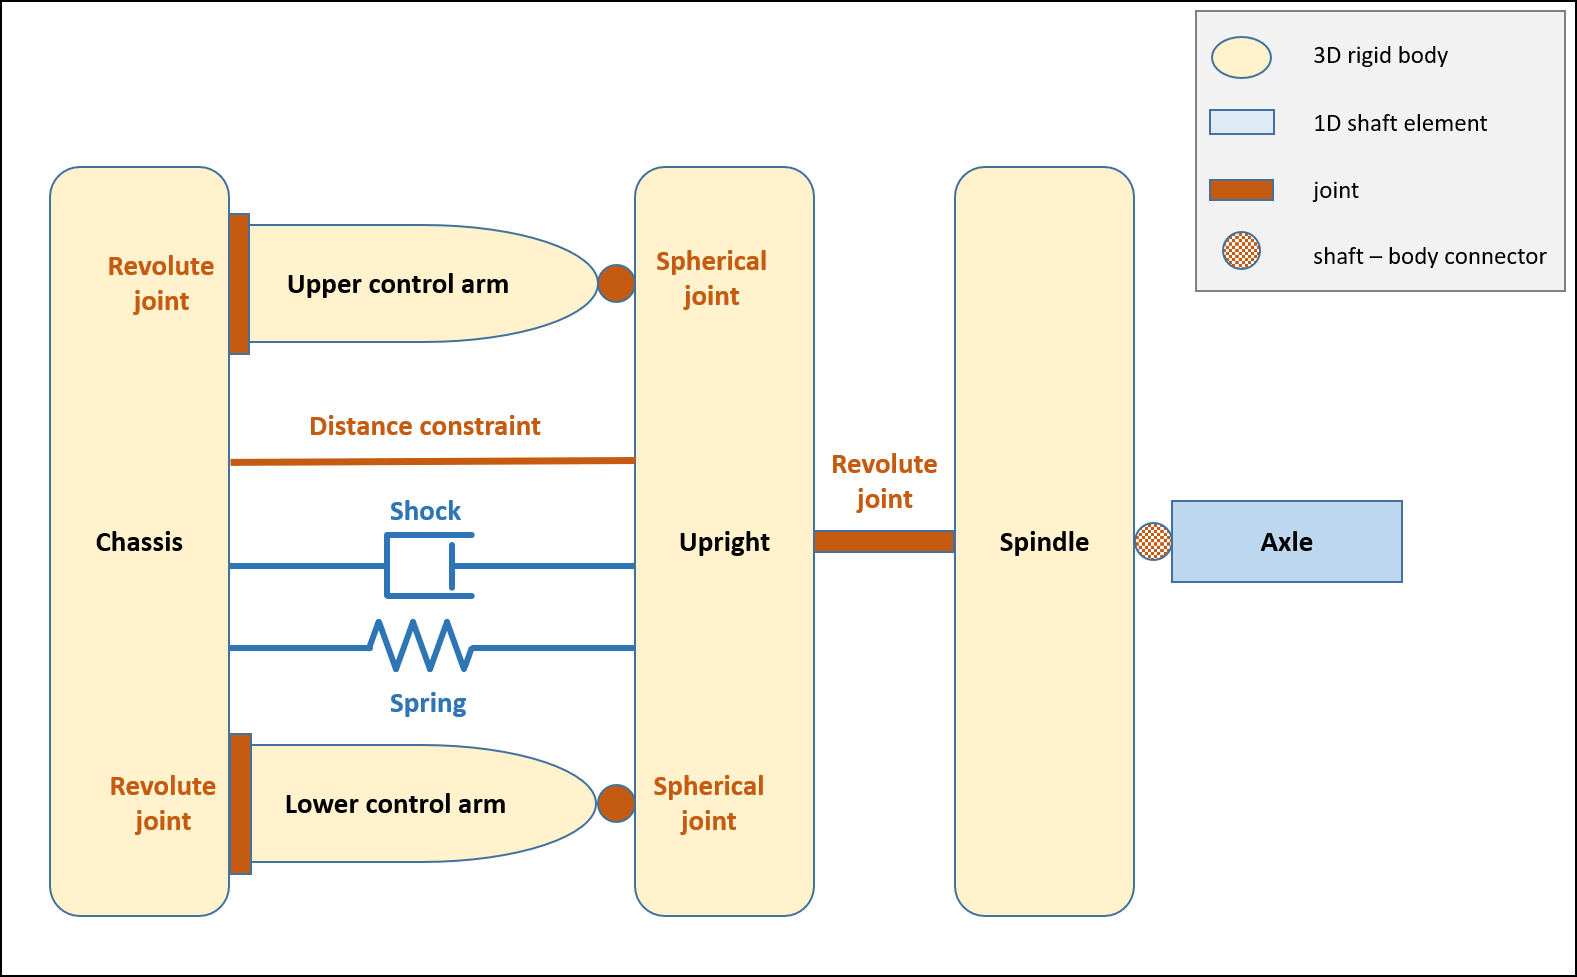 3D rigid body
1D shaft element
joint
shaft – body connector
Revolute
joint
Upper control arm
Spherical
joint
Distance constraint
Shock
Revolute
joint
Chassis
Upright
Spindle
Axle
Spring
Revolute
joint
Lower control arm
Spherical
joint